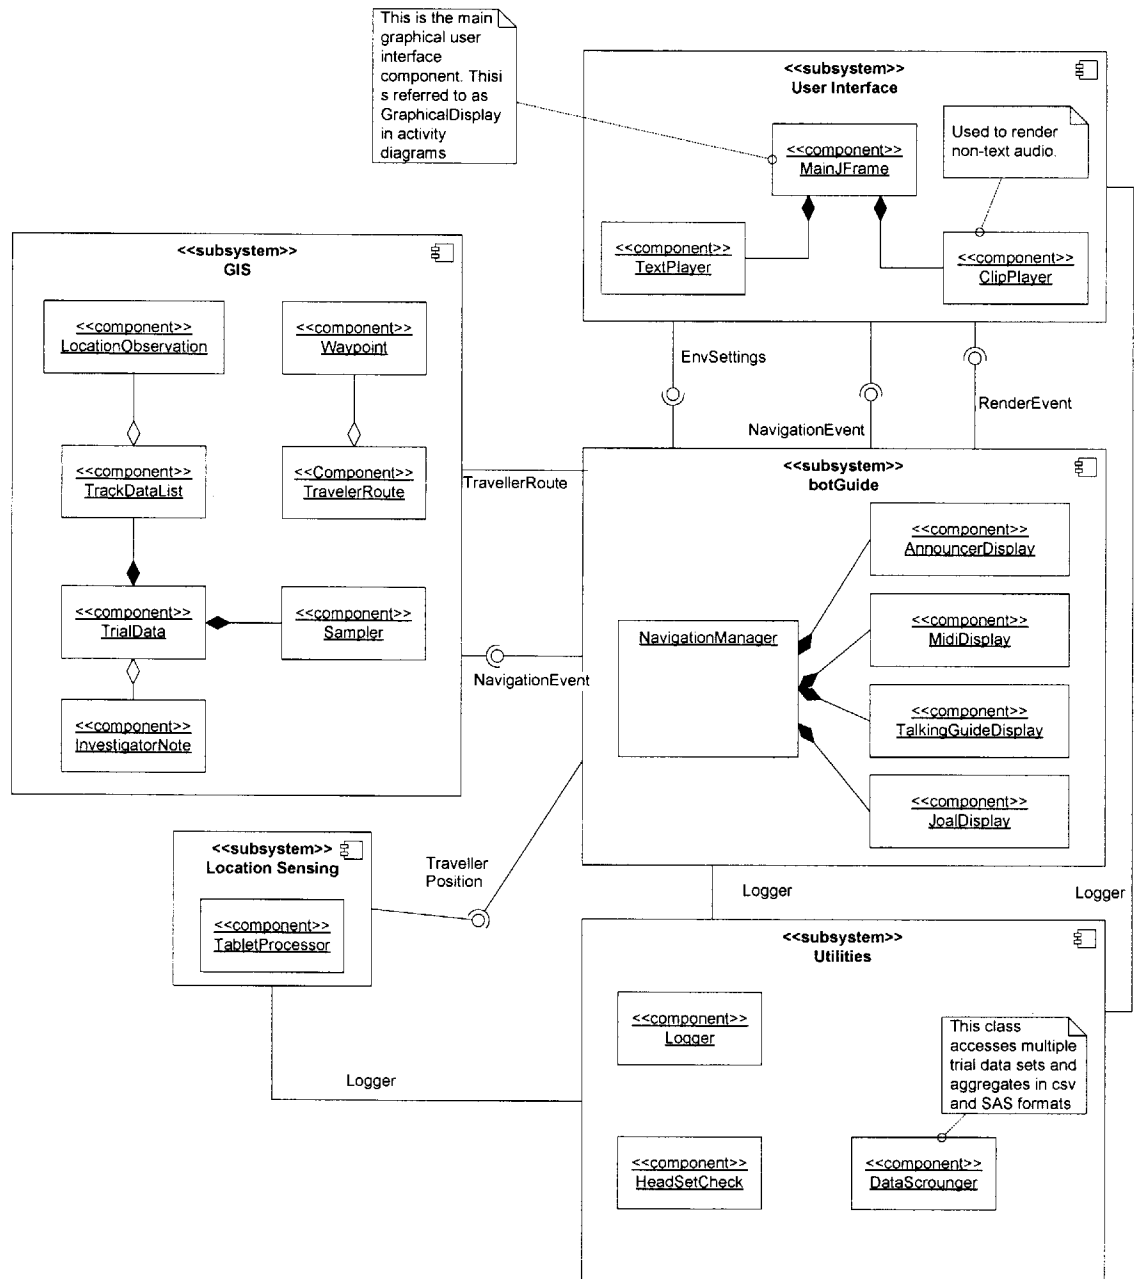 This is the main
graphical user
interface
component. Thisi
s referred to as
GraphicalDisplay
in activity
diagrams
<<subsystem>>
User Interface
<<component>>
MainJFrame
Used to render
non-text audio.
<<component>>
TextPlayer
<<component>>
ClipPlayer
<<subsystem>>
GIS
<<component>>
LocationObservation
<<component>>
Waypoint
<<component>>
TrackDataList
<<Component>>
TravelerRoute
<<component>>
TrialData
<<component>>
Sampler
<<component>>
InvestigatorNote
EnvSettings
NavigationEvent
RenderEvent
TravellerRoute
NavigationEvent
<<subsystem>>
botGuide
NavigationManager
<<component>>
AnnouncerDisplay
<<component>>
MidiDisplay
<<component>>
TalkingGuideDisplay
<<component>>
JoalDisplay
<<subsystem>>
Location Sensing
<<component>>
TabletProcessor
Traveller
Position
Logger
Logger
Logger
<<subsystem>>
Utilities
<<component>>
Logger
This class
accesses multiple
trial data sets and
aggregates in csv
and SAS formats
<<component>>
HeadSetCheck
<<component>>
DataScrounger